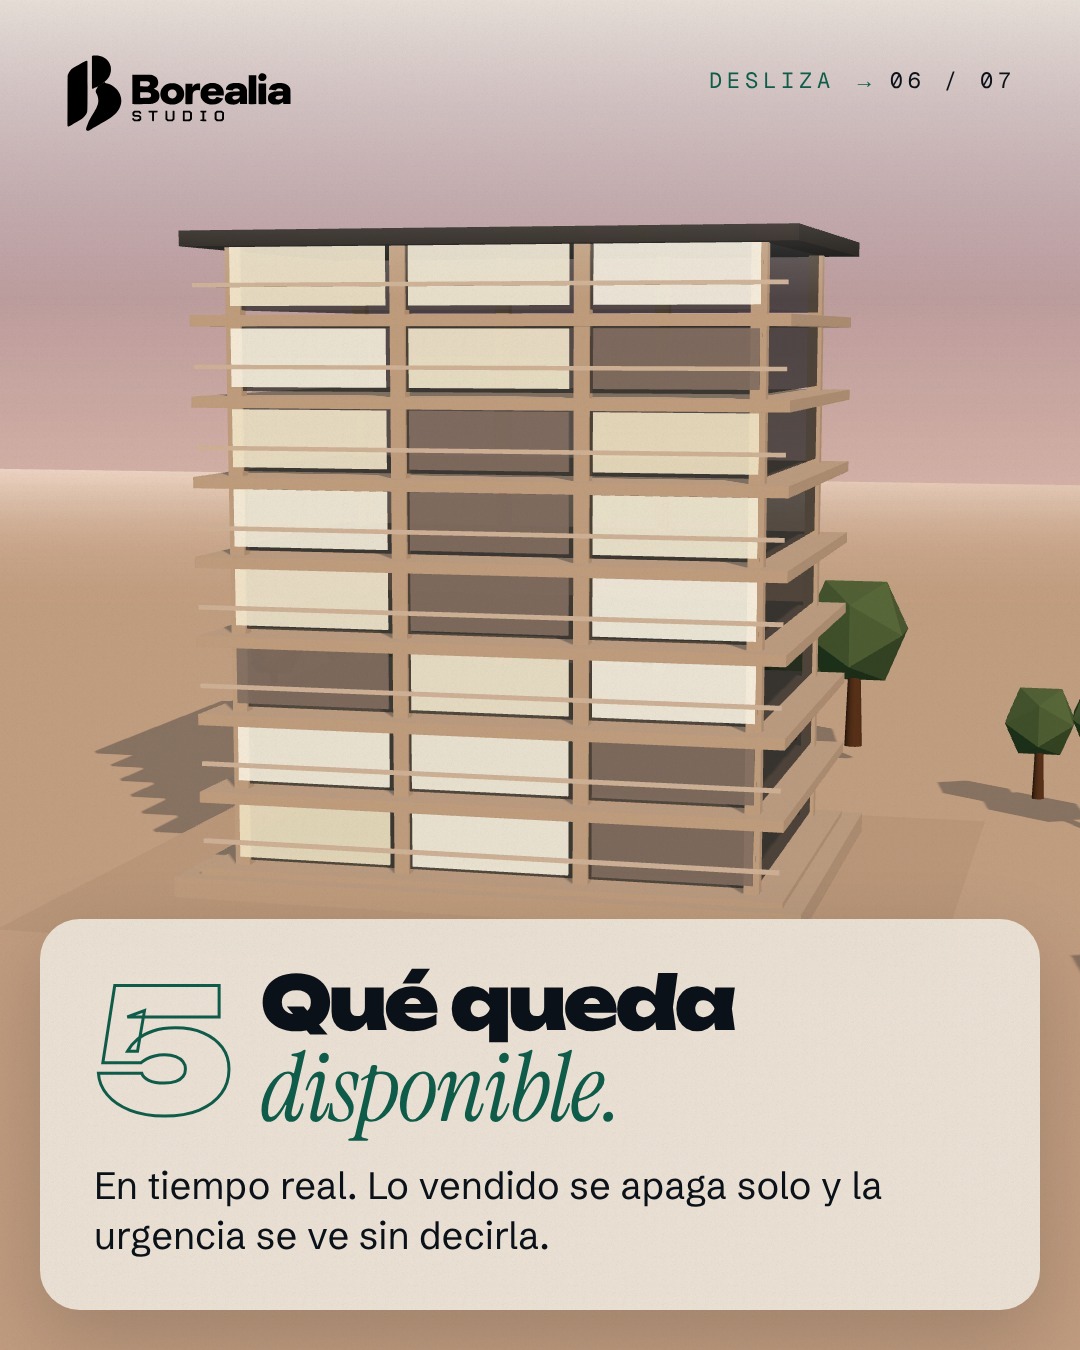 Borealia
STUDIO
DESLIZA → 06 / 07
5
Qué queda
disponible.
En tiempo real. Lo vendido se apaga solo y la
urgencia se ve sin decirla.